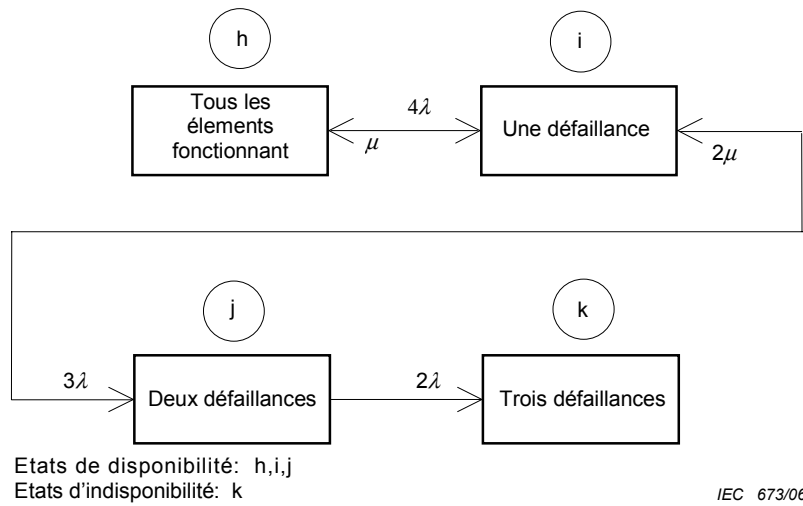 h
i
Tous les
élements
fonctionnant
4λ
μ
Une défaillance
2μ
j
k
3λ
Deux défaillances
2λ
Trois défaillances
Etats de disponibilité: h,i,j
Etats d'indisponibilité: k
IEC 673/06